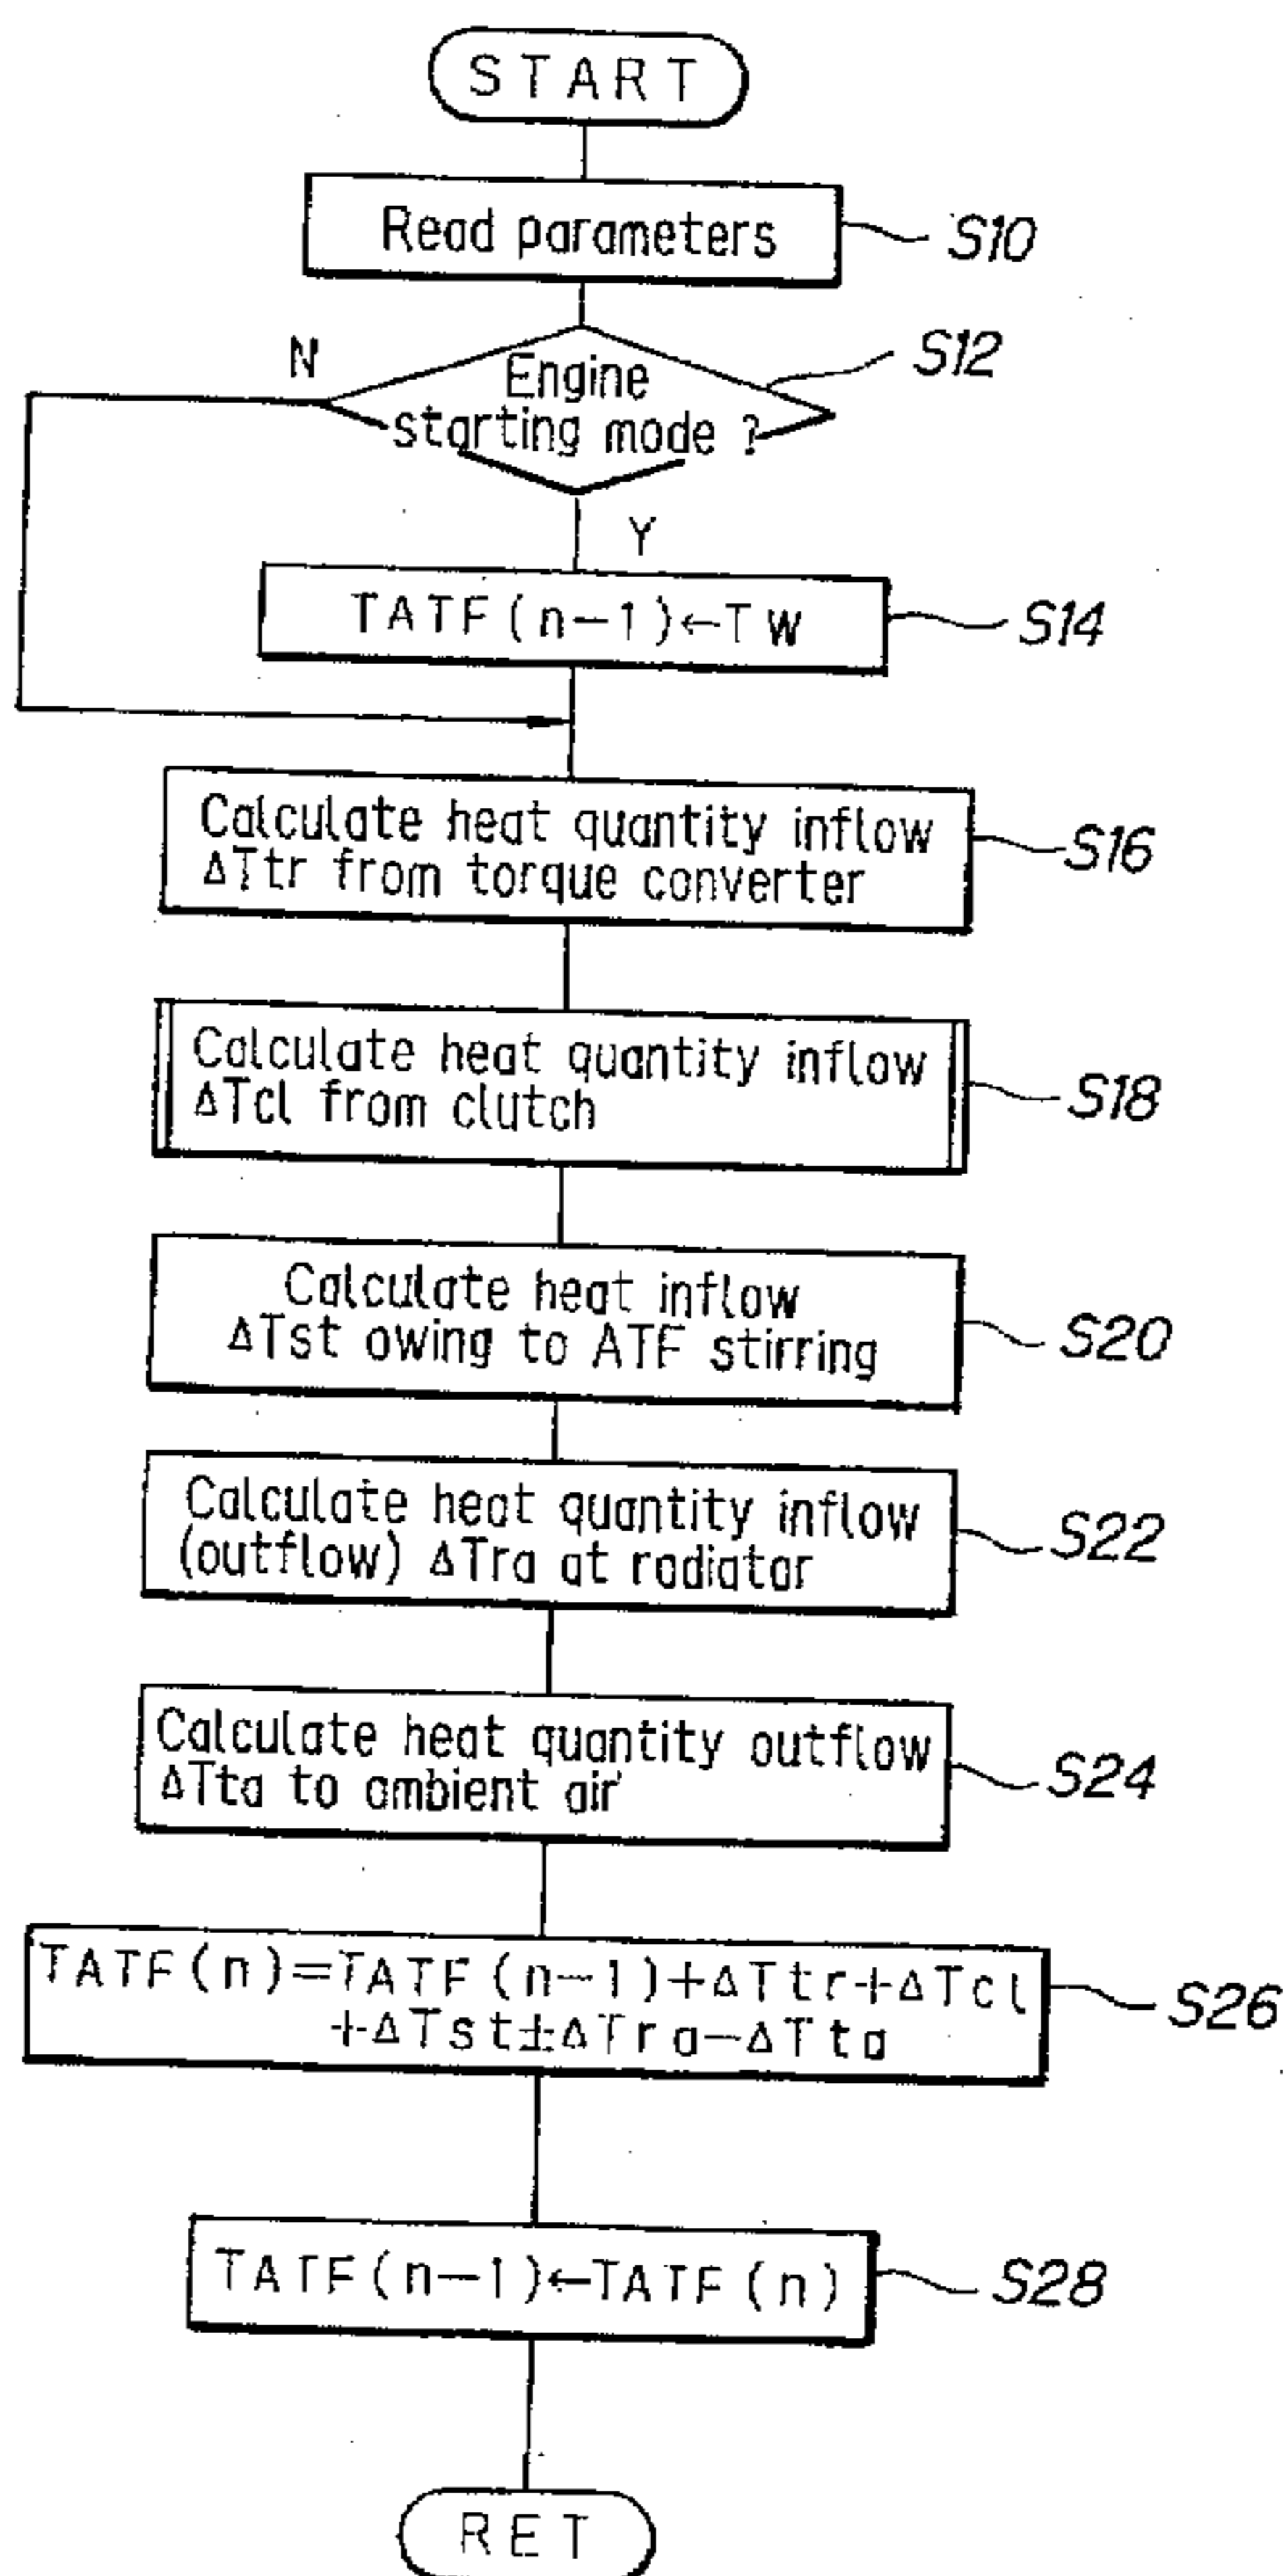 START
Read parameters
S10
N
Engine
starting mode ?
S12
Y
TATF(n-1)←TW
S14
Calculate heat quantity inflow
ΔTtr from torque converter
S16
Calculate heat quantity inflow
ΔTcl from clutch
S18
Calculate heat inflow
ΔTst owing to ATF stirring
S20
Calculate heat quantity inflow
(outflow) ΔTra at radiator
S22
Calculate heat quantity outflow
ΔTta to ambient air
S24
TATF(n)=TATF(n-1)+ΔTtr+ΔTcl
+ΔTst±ΔTra-ΔTta
S26
TATF(n-1)←TATF(n)
S28
RET